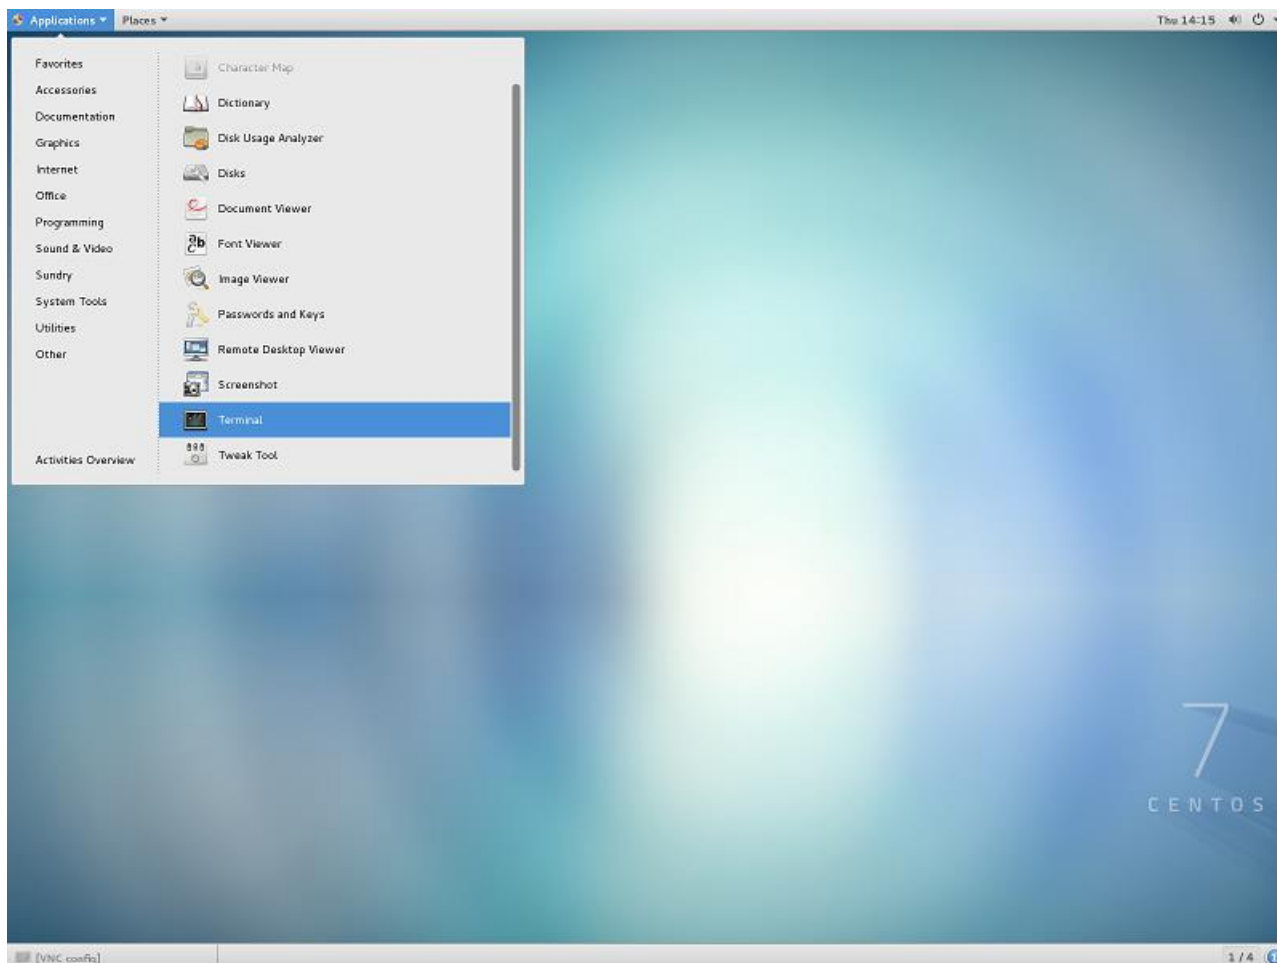 Applications Places Thu 14:15
Favorites
Accessories
Documentation
Graphics
Internet
Office
Programming
Sound & Video
Sundry
System Tools
Utilities
Other
Activities Overview
Character Map
Dictionary
Disk Usage Analyzer
Disks
Document Viewer
Font Viewer
Image Viewer
Passwords and Keys
Remote Desktop Viewer
Screenshot
Terminal
Tweak Tool
7
CENTOS
[VNC config] 1 / 4